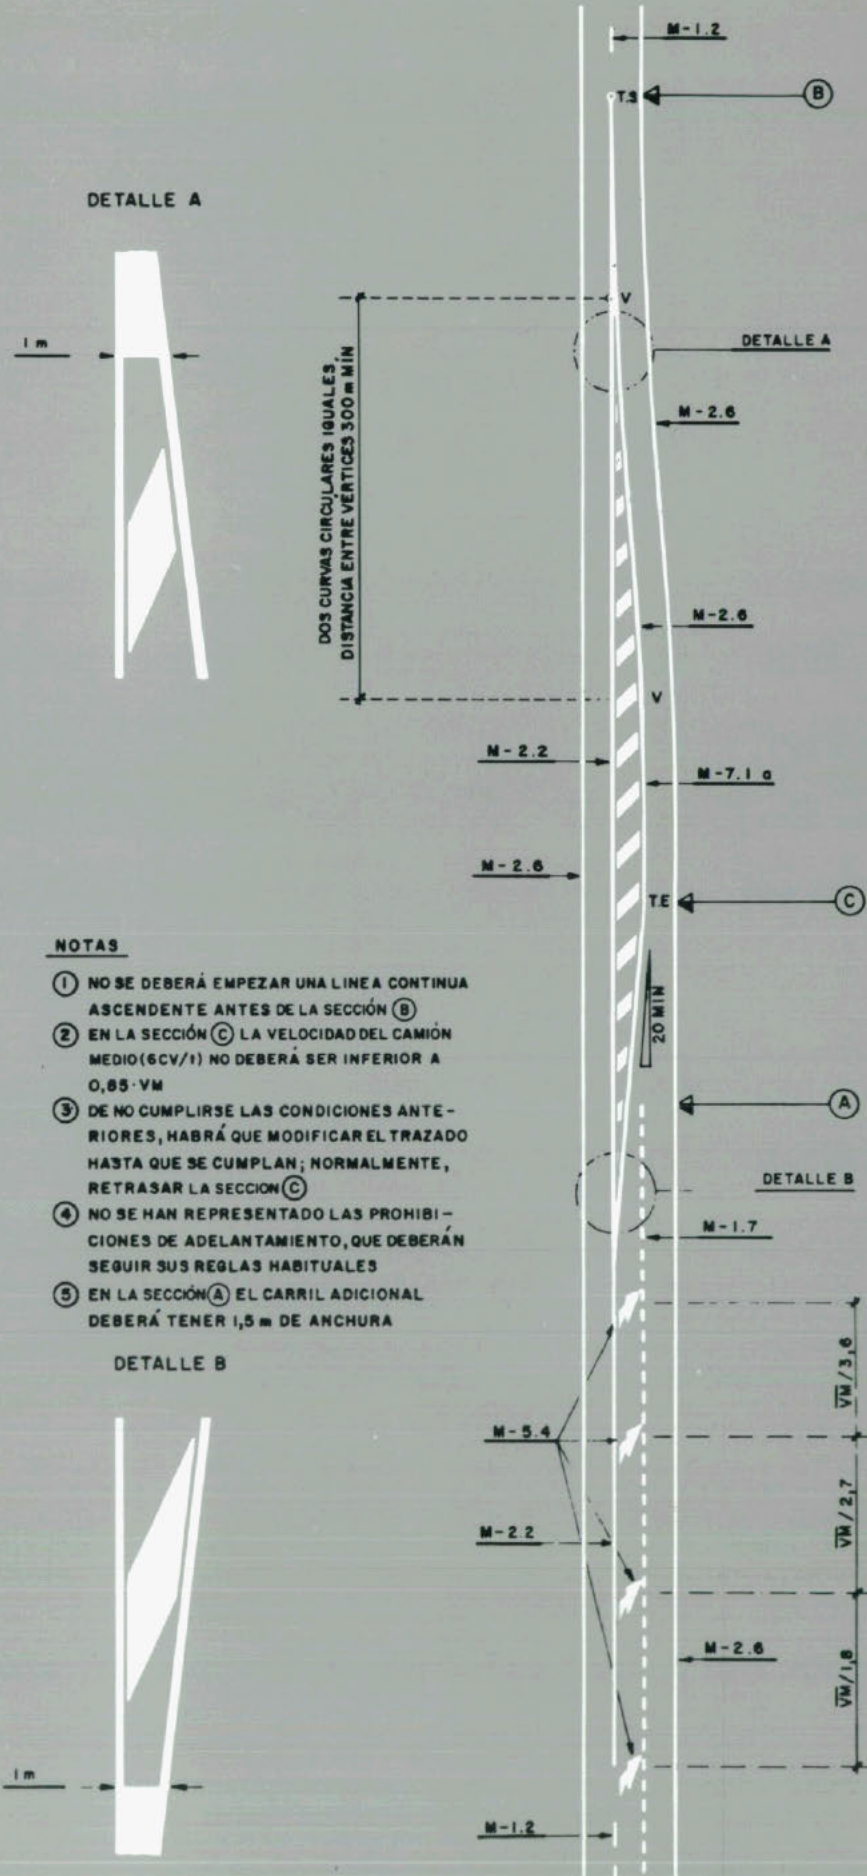 M-1.2
T.S
B
DETALLE A
1 m
V
DETALLE A
DOS CURVAS CIRCULARES IGUALES,
DISTANCIA ENTRE VÉRTICES 300 m MÍN
M-2.6
M-2.6
V
M-2.2
M-7.1 a
M-2.6
T.E
C
NOTAS
1 NO SE DEBERÁ EMPEZAR UNA LINEA CONTINUA
ASCENDENTE ANTES DE LA SECCIÓN B
2 EN LA SECCIÓN C LA VELOCIDAD DEL CAMIÓN
MEDIO (6CV/t) NO DEBERÁ SER INFERIOR A
0,85·VM
3 DE NO CUMPLIRSE LAS CONDICIONES ANTE-
RIORES, HABRÁ QUE MODIFICAR EL TRAZADO
HASTA QUE SE CUMPLAN; NORMALMENTE,
RETRASAR LA SECCION C
4 NO SE HAN REPRESENTADO LAS PROHIBI-
CIONES DE ADELANTAMIENTO, QUE DEBERÁN
SEGUIR SUS REGLAS HABITUALES
5 EN LA SECCIÓN A EL CARRIL ADICIONAL
DEBERÁ TENER 1,5 m DE ANCHURA
20 MIN
A
DETALLE B
M-1.7
DETALLE B
VM/3,6
M-5.4
VM/2,7
M-2.2
M-2.6
VM/1,8
1 m
M-1.2